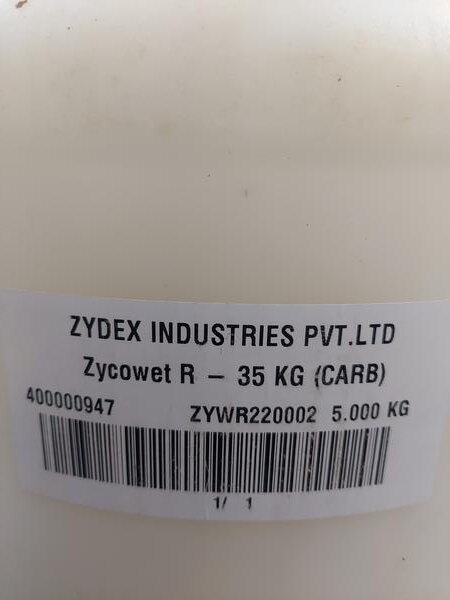 ZYDEX INDUSTRIES PVT.LTD
Zycowet R – 35 KG (CARB)
400000947 ZYWR220002 5.000 KG
1/ 1